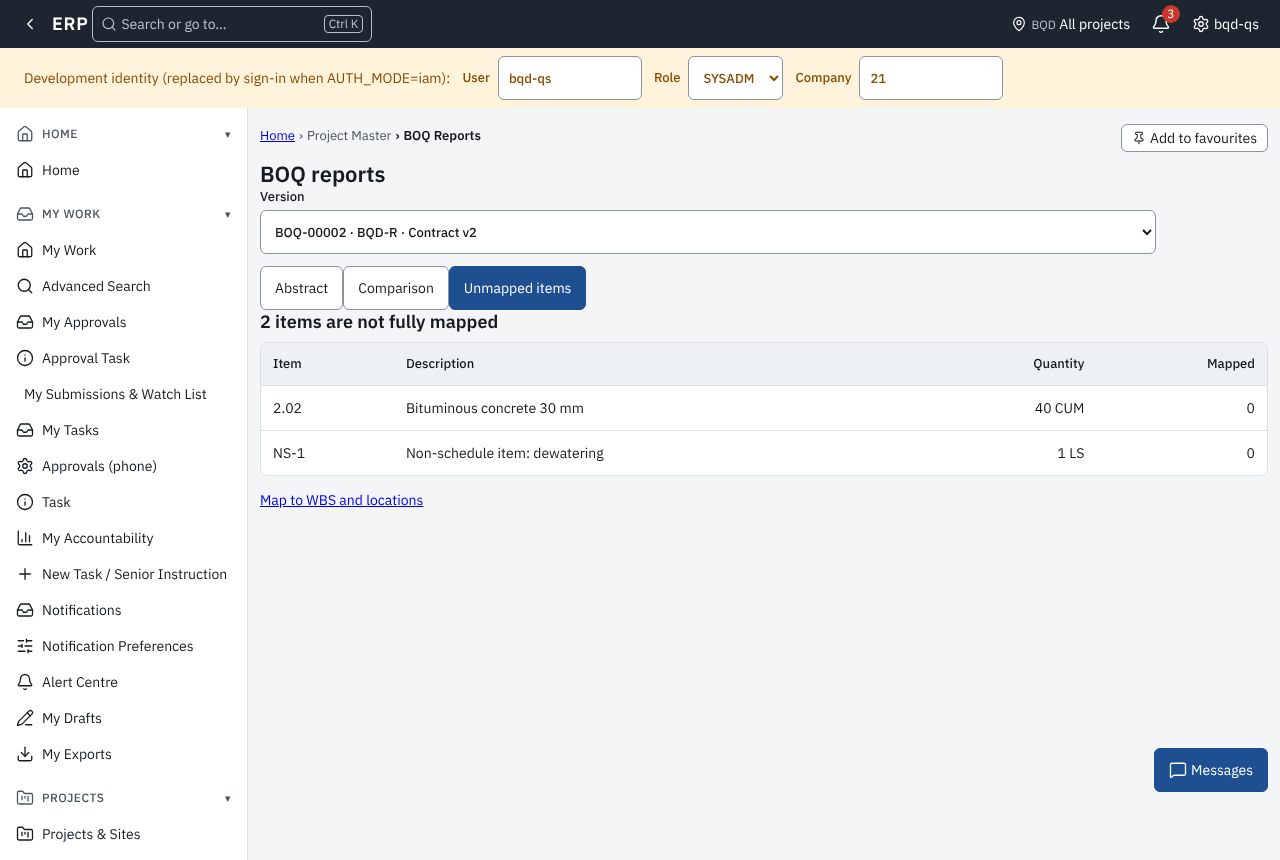 ERP
Search or go to...
Ctrl K
BQD All projects
3
bqd-qs
Development identity (replaced by sign-in when AUTH_MODE=iam):
User
bqd-qs
Role
SYSADM
Company
21
HOME
Home
MY WORK
My Work
Advanced Search
My Approvals
Approval Task
My Submissions & Watch List
My Tasks
Approvals (phone)
Task
My Accountability
New Task / Senior Instruction
Notifications
Notification Preferences
Alert Centre
My Drafts
My Exports
PROJECTS
Projects & Sites
Home › Project Master › BOQ Reports
Add to favourites
BOQ reports
Version
BOQ-00002 · BQD-R · Contract v2
Abstract
Comparison
Unmapped items
2 items are not fully mapped
Item Description Quantity Mapped
2.02 Bituminous concrete 30 mm 40 CUM 0
NS-1 Non-schedule item: dewatering 1 LS 0
Map to WBS and locations
Messages